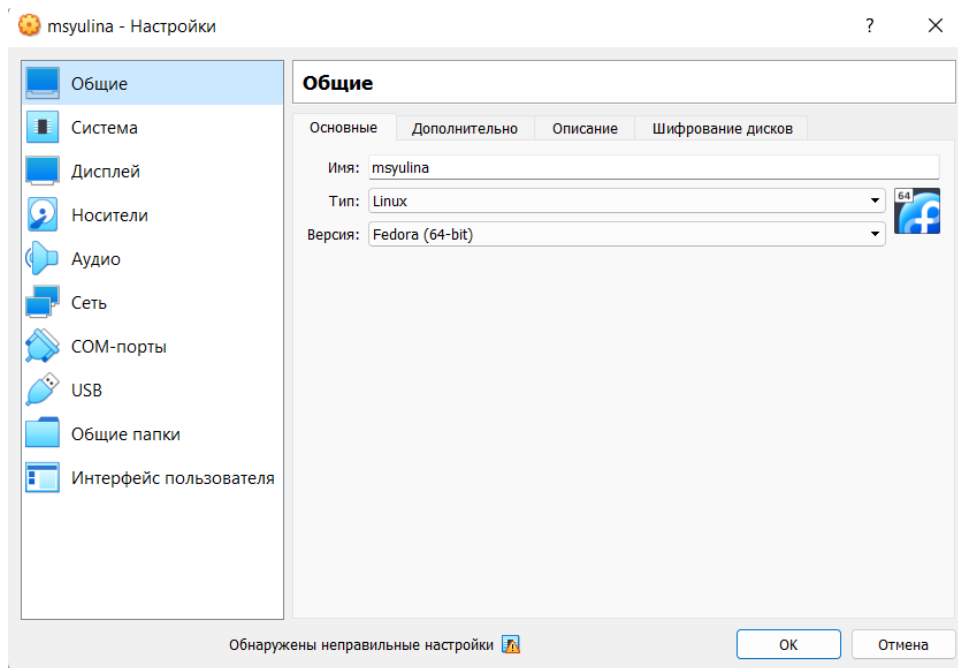 msyulina - Настройки
?
Общие
Система
Дисплей
Носители
Аудио
Сеть
COM-порты
USB
Общие папки
Интерфейс пользователя
Общие
Основные
Дополнительно
Описание
Шифрование дисков
Имя: msyulina
Тип: Linux
64
Версия: Fedora (64-bit)
Обнаружены неправильные настройки
OK
Отмена